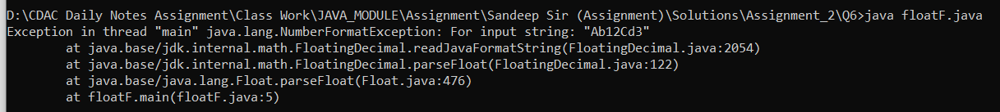 D:\CDAC Daily Notes Assignment\Class Work\JAVA_MODULE\Assignment\Sandeep Sir (Assignment)\Solutions\Assignment_2\Q6>java floatF.java
Exception in thread "main" java.lang.NumberFormatException: For input string: "Ab12Cd3"
        at java.base/jdk.internal.math.FloatingDecimal.readJavaFormatString(FloatingDecimal.java:2054)
        at java.base/jdk.internal.math.FloatingDecimal.parseFloat(FloatingDecimal.java:122)
        at java.base/java.lang.Float.parseFloat(Float.java:476)
        at floatF.main(floatF.java:5)